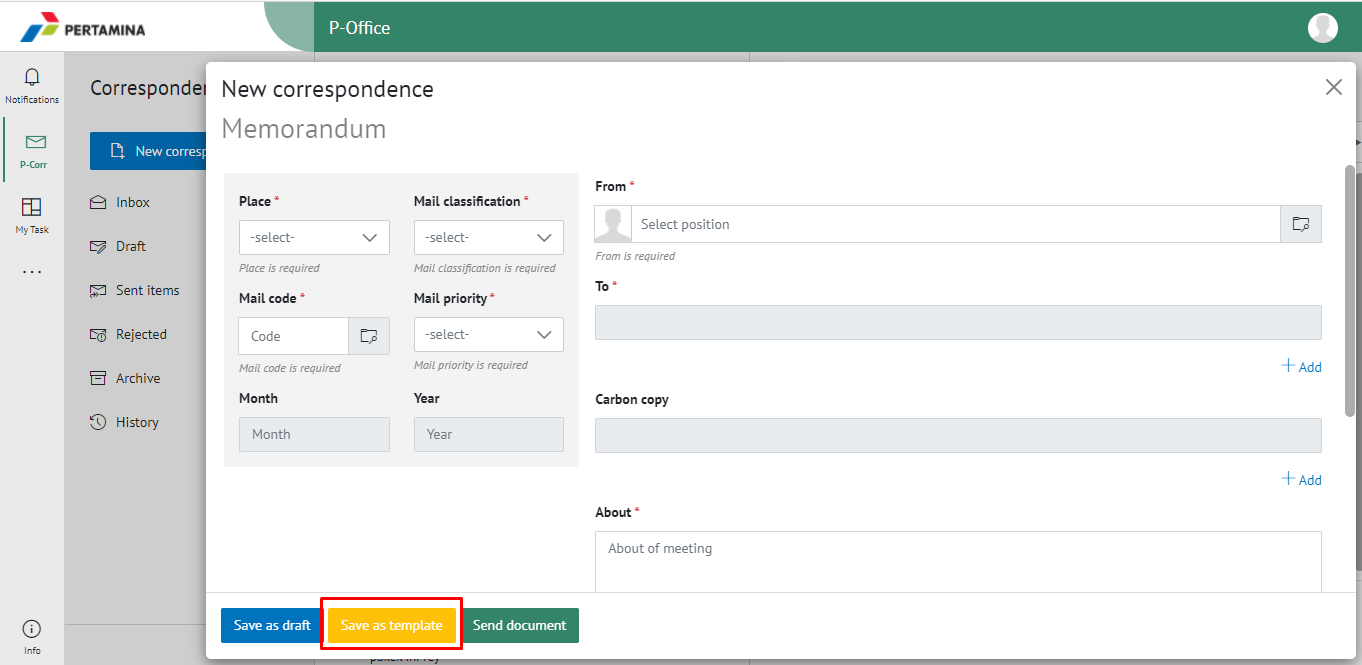 PERTAMINA
P-Office
Notifications
P-Corr
My Task
...
Info
Corresponden
New corresp
Inbox
Draft
Sent items
Rejected
Archive
History
New correspondence
Memorandum
Place *
-select-
Place is required
Mail classification *
-select-
Mail classification is required
Mail code *
Code
Mail code is required
Mail priority *
-select-
Mail priority is required
Month
Month
Year
Year
From *
Select position
From is required
To *
+ Add
Carbon copy
+ Add
About *
About of meeting
Save as draft
Save as template
Send document